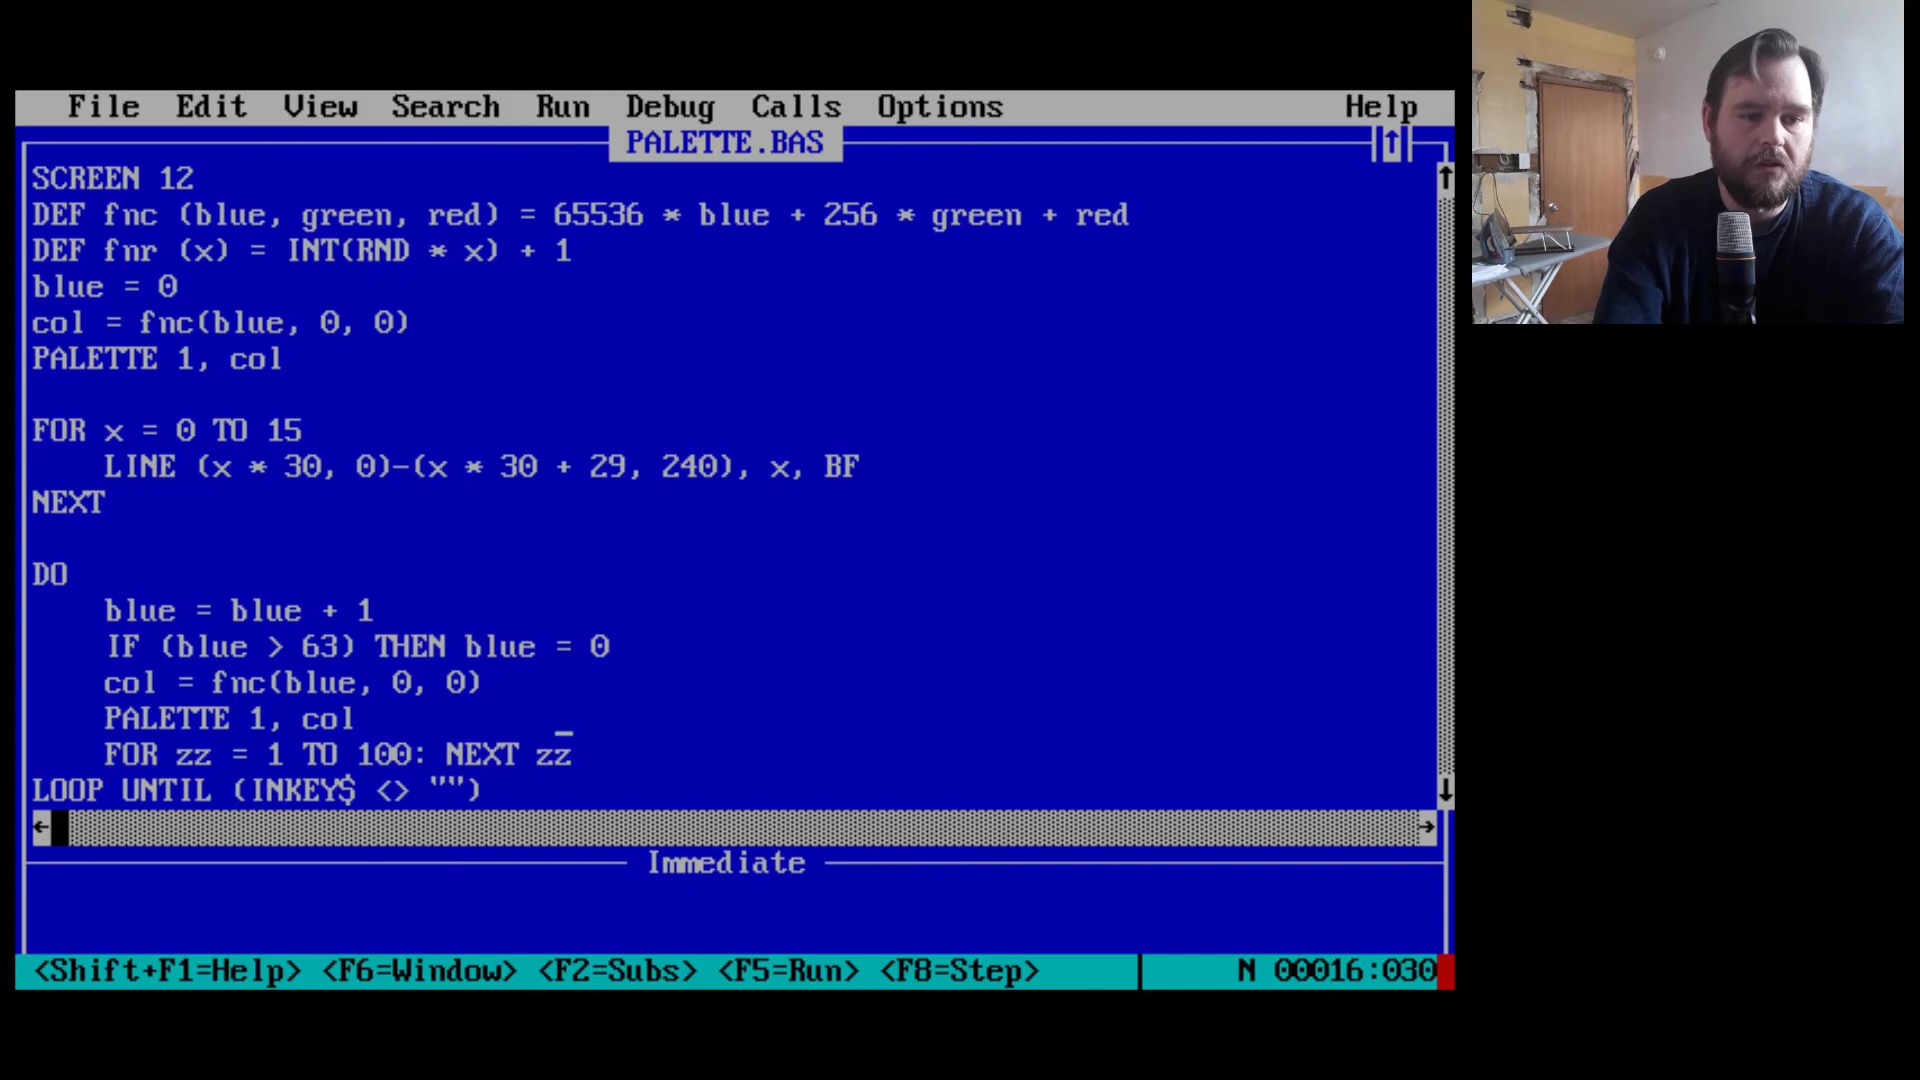 File Edit View Search Run Debug Calls Options Help
PALETTE.BAS
SCREEN 12
DEF fnc (blue, green, red) = 65536 * blue + 256 * green + red
DEF fnr (x) = INT(RND * x) + 1
blue = 0
col = fnc(blue, 0, 0)
PALETTE 1, col
FOR x = 0 TO 15
LINE (x * 30, 0)-(x * 30 + 29, 240), x, BF
NEXT
DO
blue = blue + 1
IF (blue > 63) THEN blue = 0
col = fnc(blue, 0, 0)
PALETTE 1, col
FOR zz = 1 TO 100: NEXT zz
LOOP UNTIL (INKEY$ <> "")
Immediate
<Shift+F1=Help> <F6=Window> <F2=Subs> <F5=Run> <F8=Step> N 00016:030